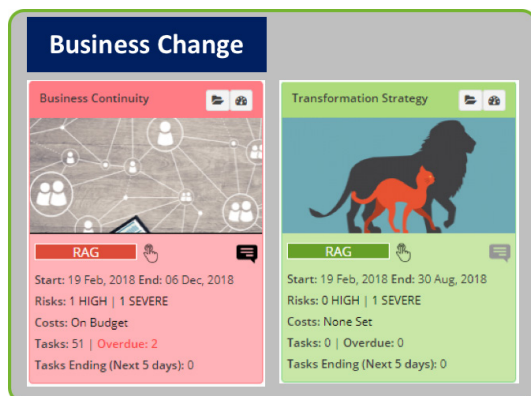 Business Change
Business Continuity
RAG
Start: 19 Feb, 2018 End: 06 Dec, 2018
Risks: 1 HIGH | 1 SEVERE
Costs: On Budget
Tasks: 51 | Overdue: 2
Tasks Ending (Next 5 days): 0
Transformation Strategy
RAG
Start: 19 Feb, 2018 End: 30 Aug, 2018
Risks: 0 HIGH | 1 SEVERE
Costs: None Set
Tasks: 0 | Overdue: 0
Tasks Ending (Next 5 days): 0